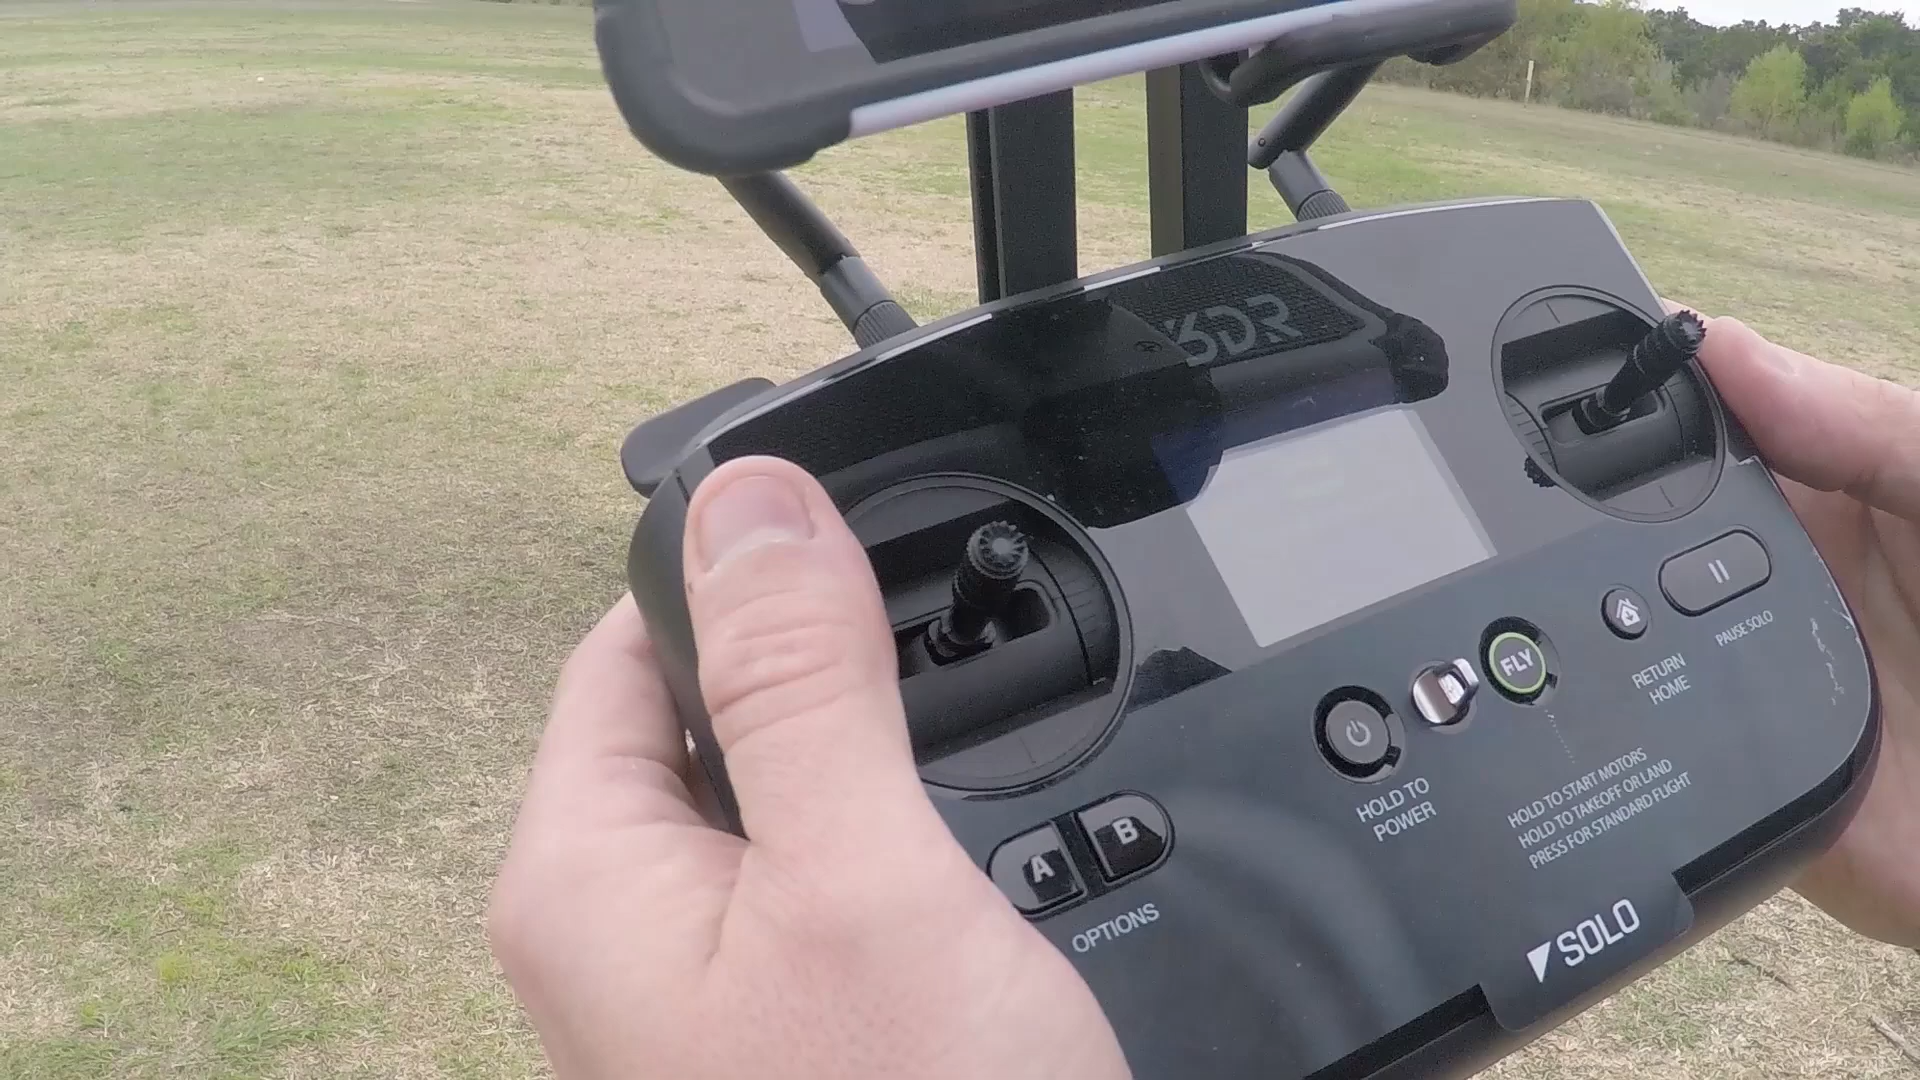 3DR
FLY
PAUSE SOLO
RETURN
HOME
HOLD TO
POWER
HOLD TO START MOTORS
HOLD TO TAKEOFF OR LAND
PRESS FOR STANDARD FLIGHT
A
B
OPTIONS
SOLO